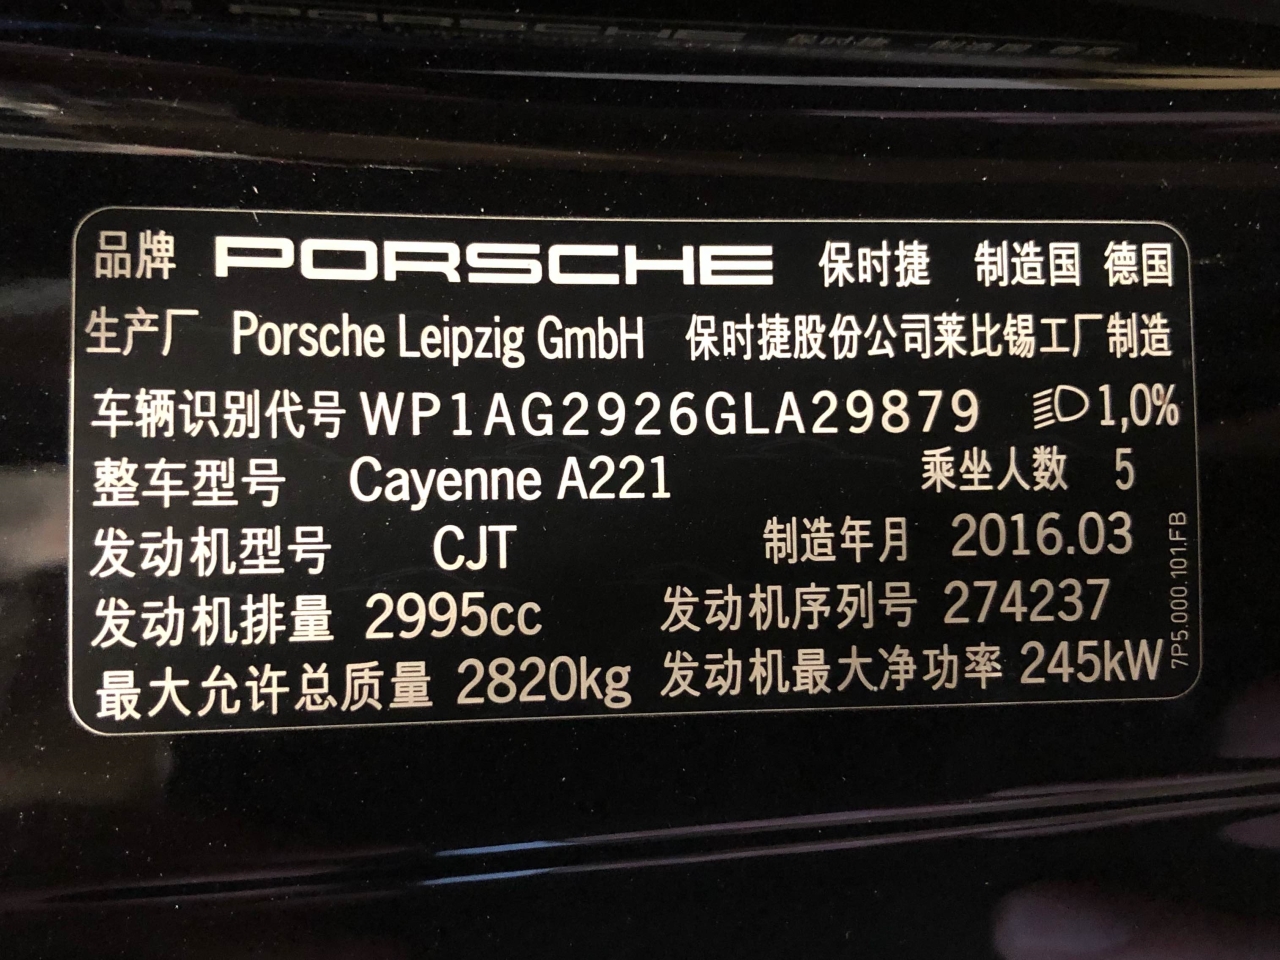 品牌 PORSCHE 保时捷 制造国 德国
生产厂 Porsche Leipzig GmbH 保时捷股份公司莱比锡工厂制造
车辆识别代号 WP1AG2926GLA29879 1,0%
整车型号 Cayenne A221 乘坐人数 5
发动机型号 CJT 制造年月 2016.03
发动机排量 2995cc 发动机序列号 274237
最大允许总质量 2820kg 发动机最大净功率 245kW
7P5.000.101.FB